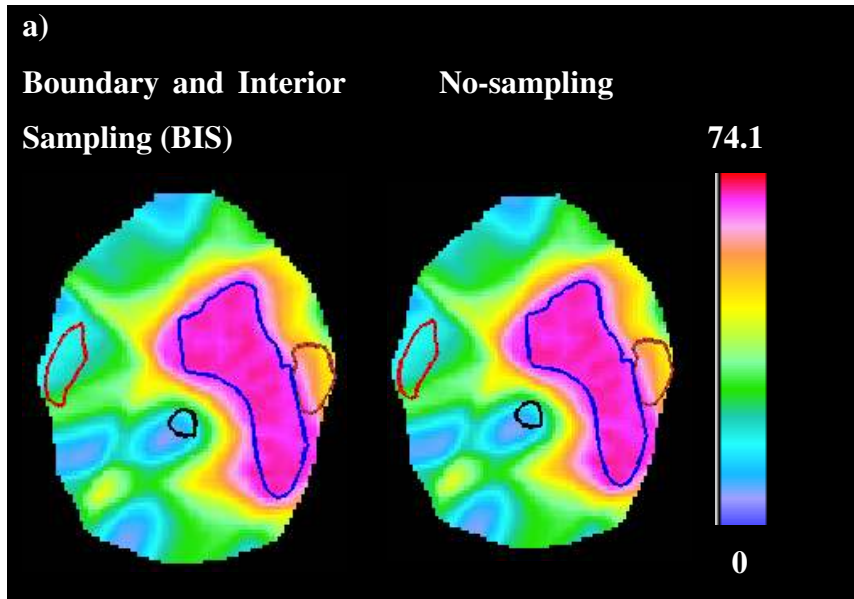 a)
Boundary and Interior
Sampling (BIS)
No-sampling
74.1
0